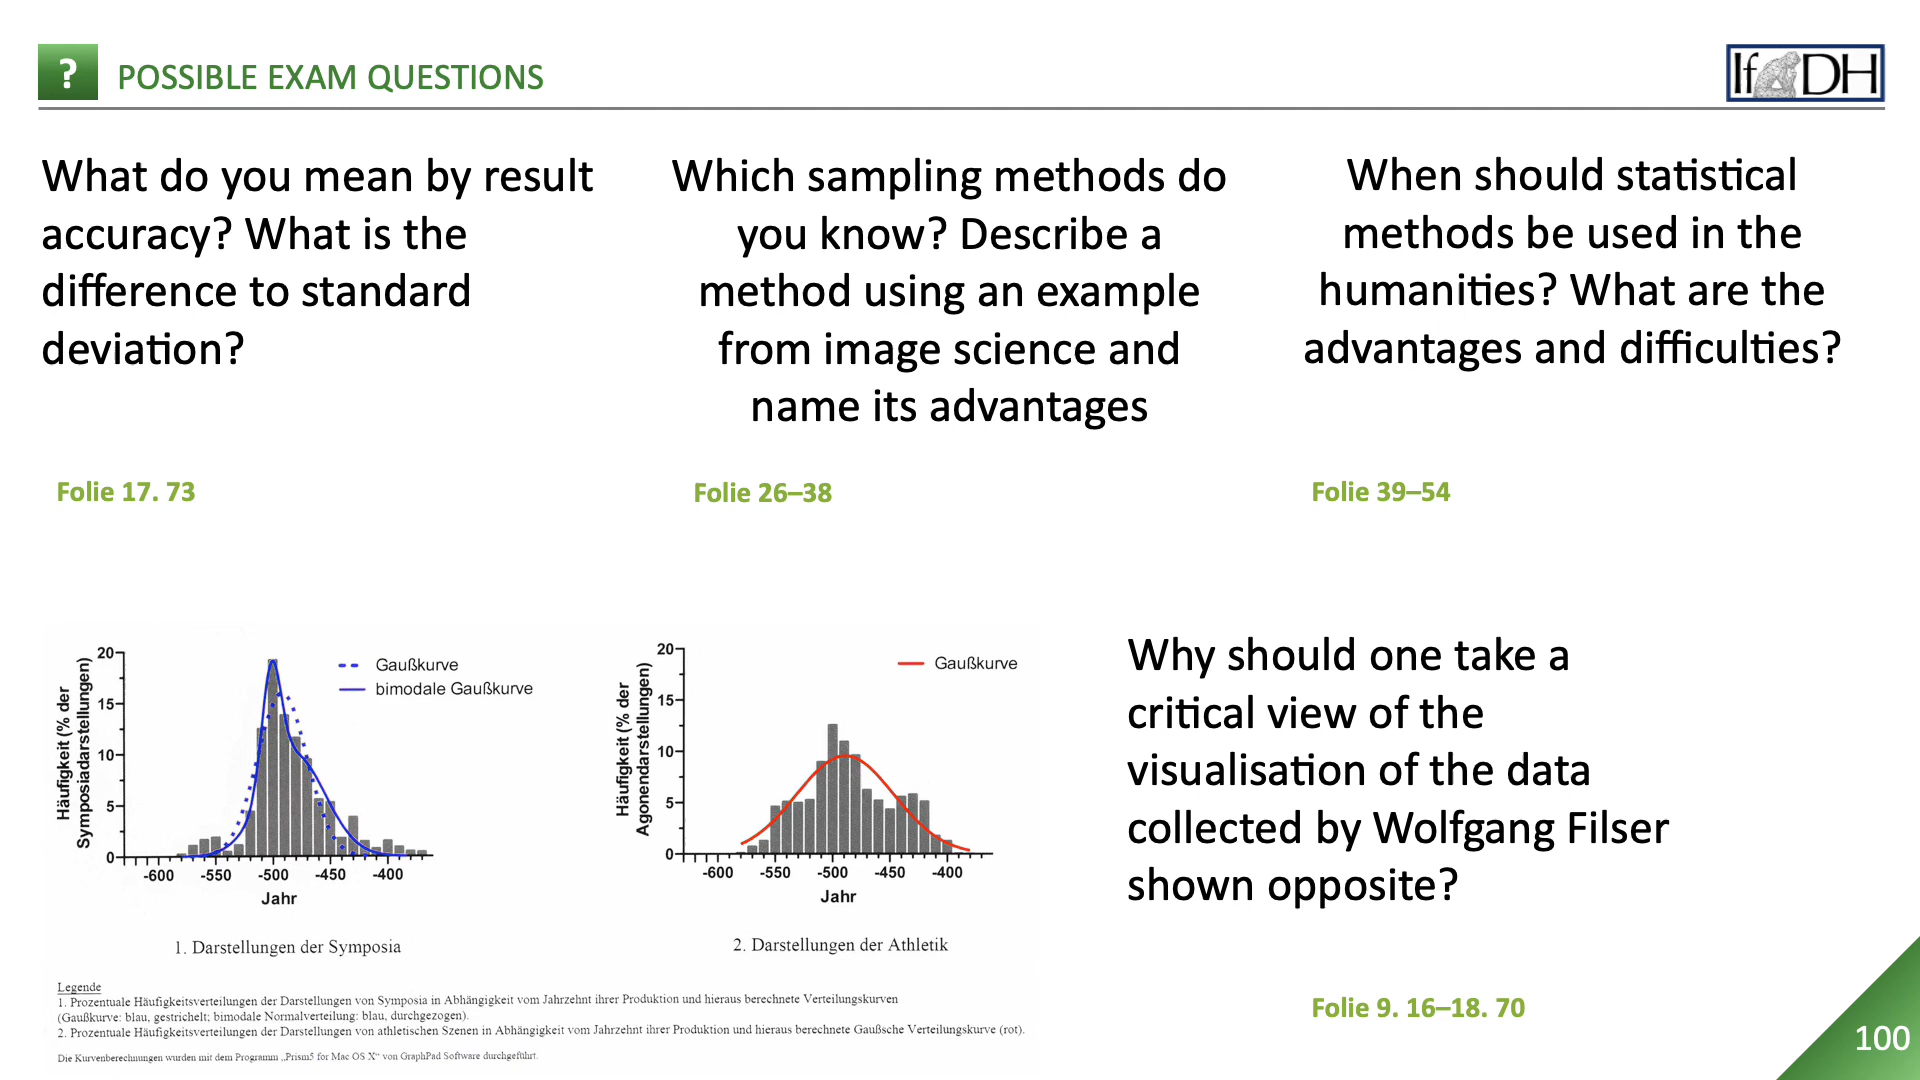 ?
POSSIBLE EXAM QUESTIONS
IfDH
What do you mean by result
accuracy? What is the
difference to standard
deviation?
Folie 17. 73
Which sampling methods do
you know? Describe a
method using an example
from image science and
name its advantages
Folie 26–38
When should statistical
methods be used in the
humanities? What are the
advantages and difficulties?
Folie 39–54
Häufigkeit (% der
Symposiadarstellungen)
20
15
10
5
0
-600 -550 -500 -450 -400
Jahr
Gaußkurve
bimodale Gaußkurve
1. Darstellungen der Symposia
Häufigkeit (% der
Agonendarstellungen)
20
15
10
5
0
-600 -550 -500 -450 -400
Jahr
Gaußkurve
2. Darstellungen der Athletik
Legende
1. Prozentuale Häufigkeitsverteilungen der Darstellungen von Symposia in Abhängigkeit vom Jahrzehnt ihrer Produktion und hieraus berechnete Verteilungskurven
(Gaußkurve: blau, gestrichelt; bimodale Normalverteilung: blau, durchgezogen).
2. Prozentuale Häufigkeitsverteilungen der Darstellungen von athletischen Szenen in Abhängigkeit vom Jahrzehnt ihrer Produktion und hieraus berechnete Gaußsche Verteilungskurve (rot).
Die Kurvenberechnungen wurden mit dem Programm „Prism5 for Mac OS X“ von GraphPad Software durchgeführt.
Why should one take a
critical view of the
visualisation of the data
collected by Wolfgang Filser
shown opposite?
Folie 9. 16–18. 70
100